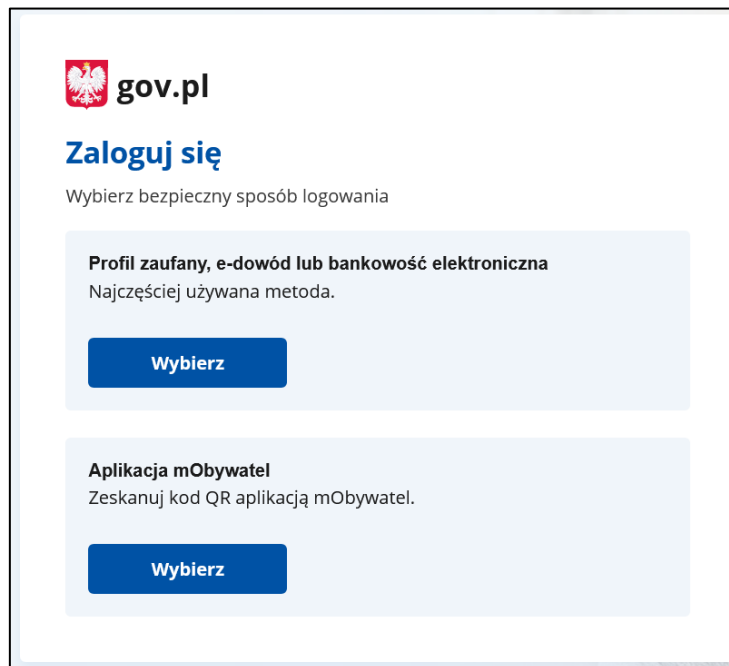 gov.pl
Zaloguj się
Wybierz bezpieczny sposób logowania
Profil zaufany, e-dowód lub bankowość elektroniczna
Najczęściej używana metoda.
Wybierz
Aplikacja mObywatel
Zeskanuj kod QR aplikacją mObywatel.
Wybierz